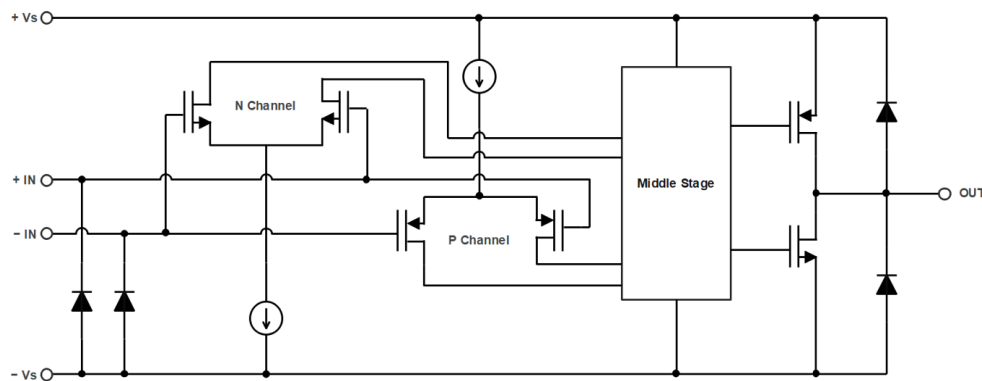 + Vs
N Channel
+ IN
Middle Stage
OUT
− IN
P Channel
− Vs